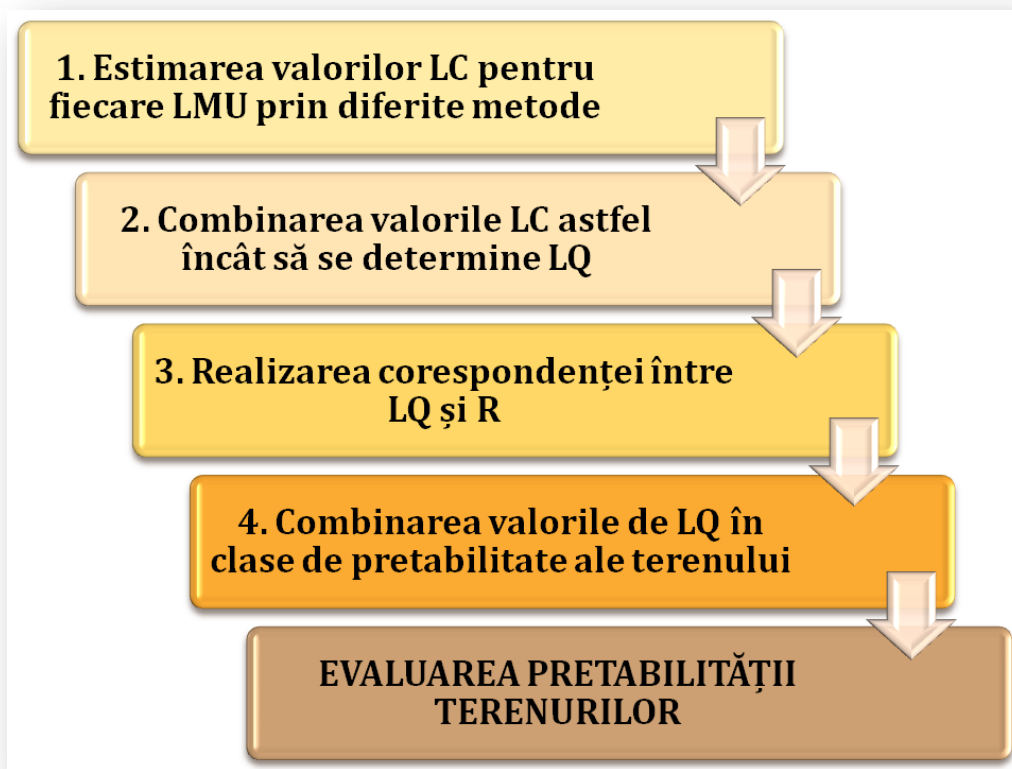 1. Estimarea valorilor LC pentru
fiecare LMU prin diferite metode
2. Combinarea valorile LC astfel
încât să se determine LQ
3. Realizarea corespondenței între
LQ și R
4. Combinarea valorile de LQ în
clase de pretabilitate ale terenului
EVALUAREA PRETABILITĂȚII
TERENURILOR